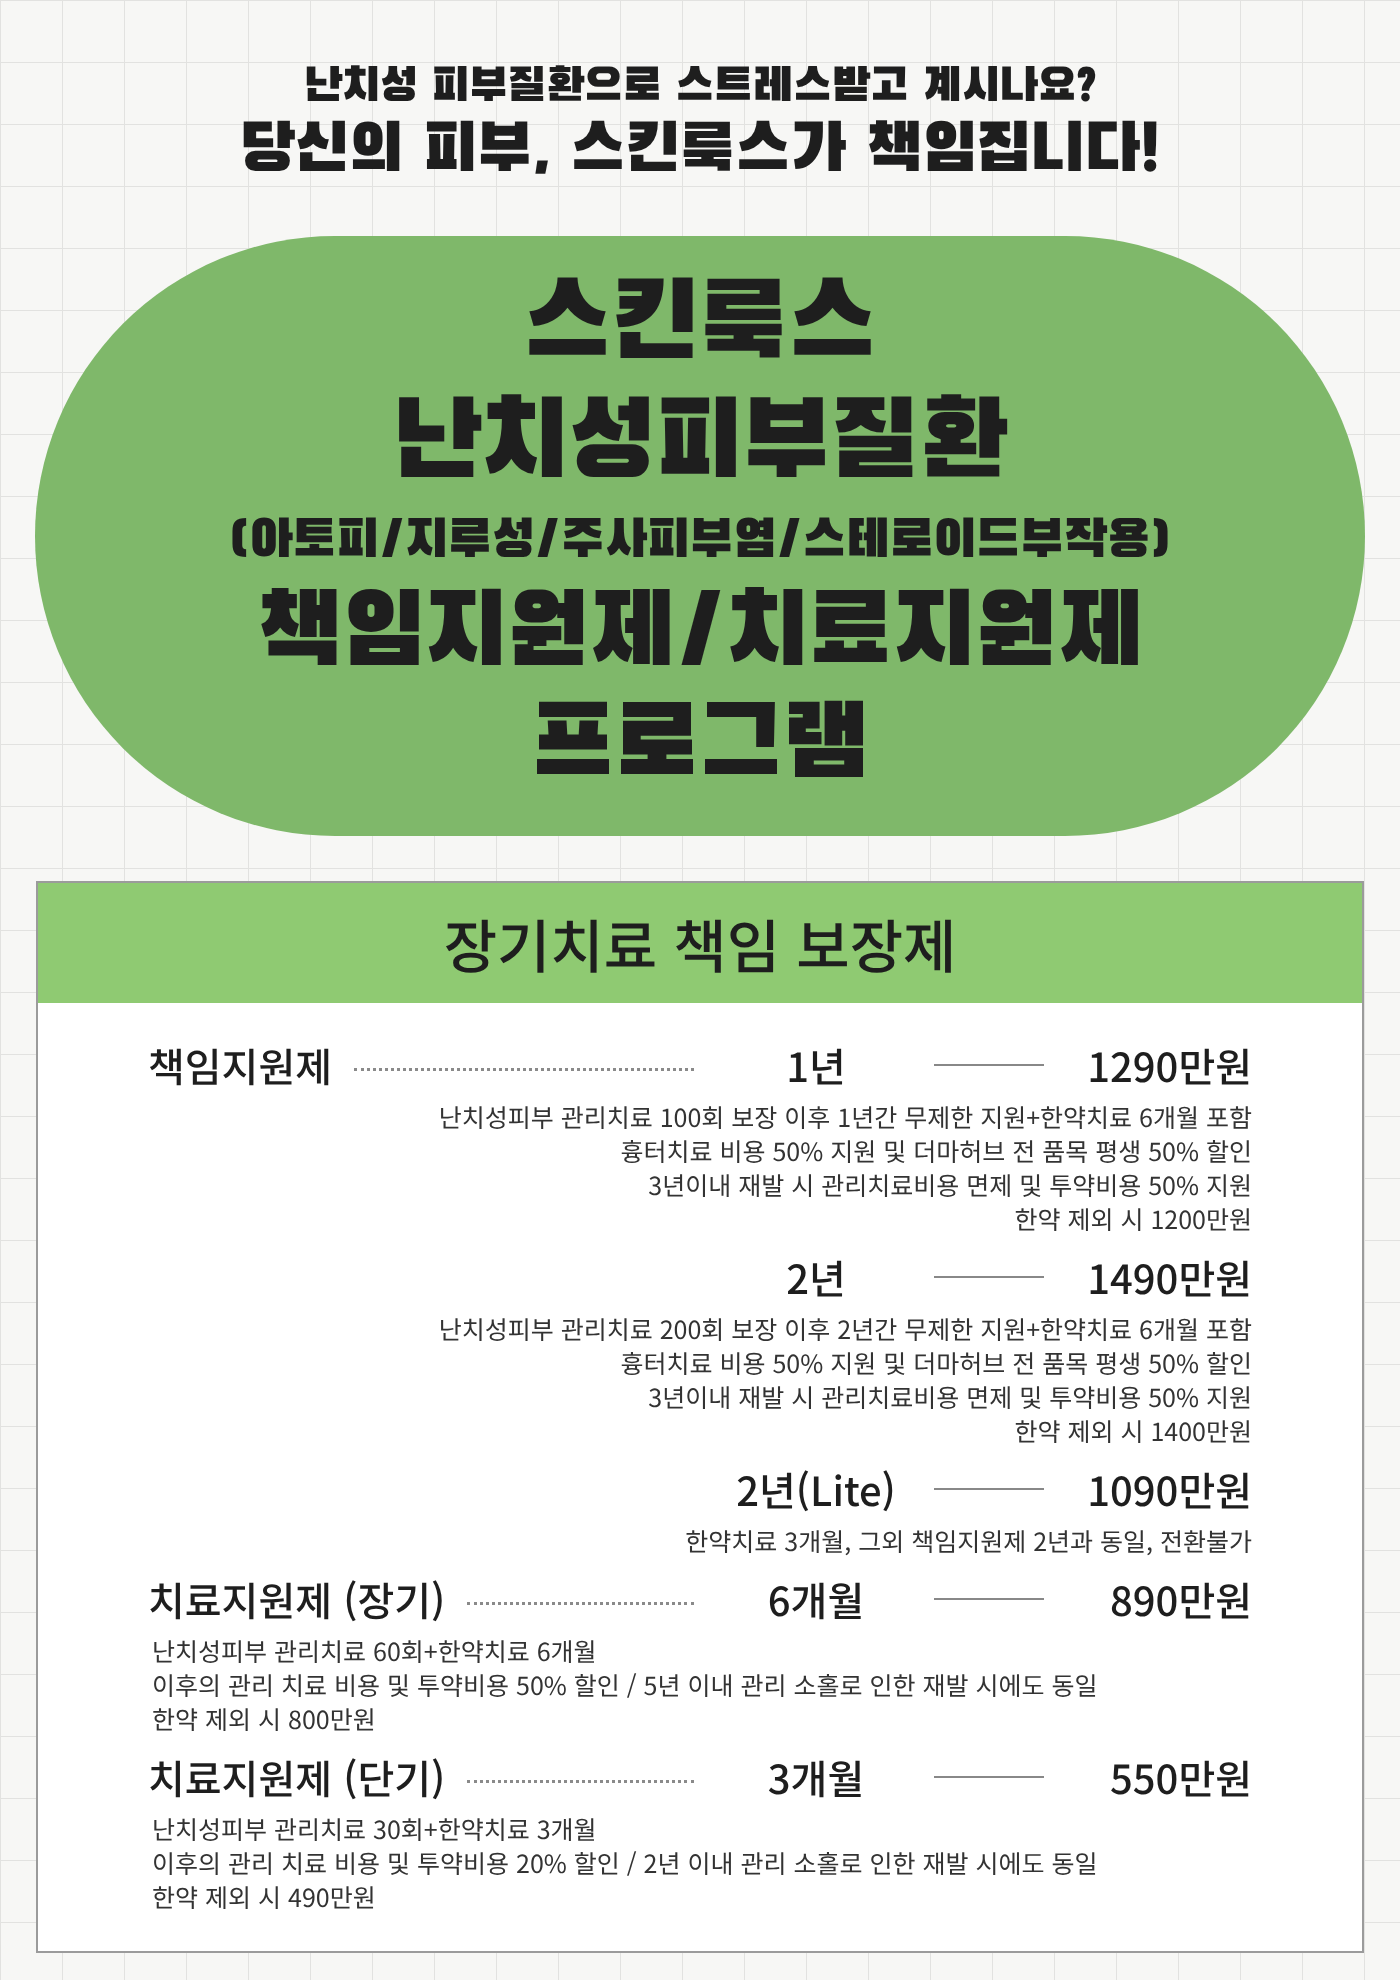 난치성 피부질환으로 스트레스받고 계시나요?
당신의 피부, 스킨룩스가 책임집니다!
스킨룩스
난치성피부질환
(아토피/지루성/주사피부염/스테로이드부작용)
책임지원제/치료지원제
프로그램
장기치료 책임 보장제
책임지원제 1년 1290만원
난치성피부 관리치료 100회 보장 이후 1년간 무제한 지원+한약치료 6개월 포함
흉터치료 비용 50% 지원 및 더마허브 전 품목 평생 50% 할인
3년이내 재발 시 관리치료비용 면제 및 투약비용 50% 지원
한약 제외 시 1200만원
2년 1490만원
난치성피부 관리치료 200회 보장 이후 2년간 무제한 지원+한약치료 6개월 포함
흉터치료 비용 50% 지원 및 더마허브 전 품목 평생 50% 할인
3년이내 재발 시 관리치료비용 면제 및 투약비용 50% 지원
한약 제외 시 1400만원
2년(Lite) 1090만원
한약치료 3개월, 그외 책임지원제 2년과 동일, 전환불가
치료지원제 (장기) 6개월 890만원
난치성피부 관리치료 60회+한약치료 6개월
이후의 관리 치료 비용 및 투약비용 50% 할인 / 5년 이내 관리 소홀로 인한 재발 시에도 동일
한약 제외 시 800만원
치료지원제 (단기) 3개월 550만원
난치성피부 관리치료 30회+한약치료 3개월
이후의 관리 치료 비용 및 투약비용 20% 할인 / 2년 이내 관리 소홀로 인한 재발 시에도 동일
한약 제외 시 490만원